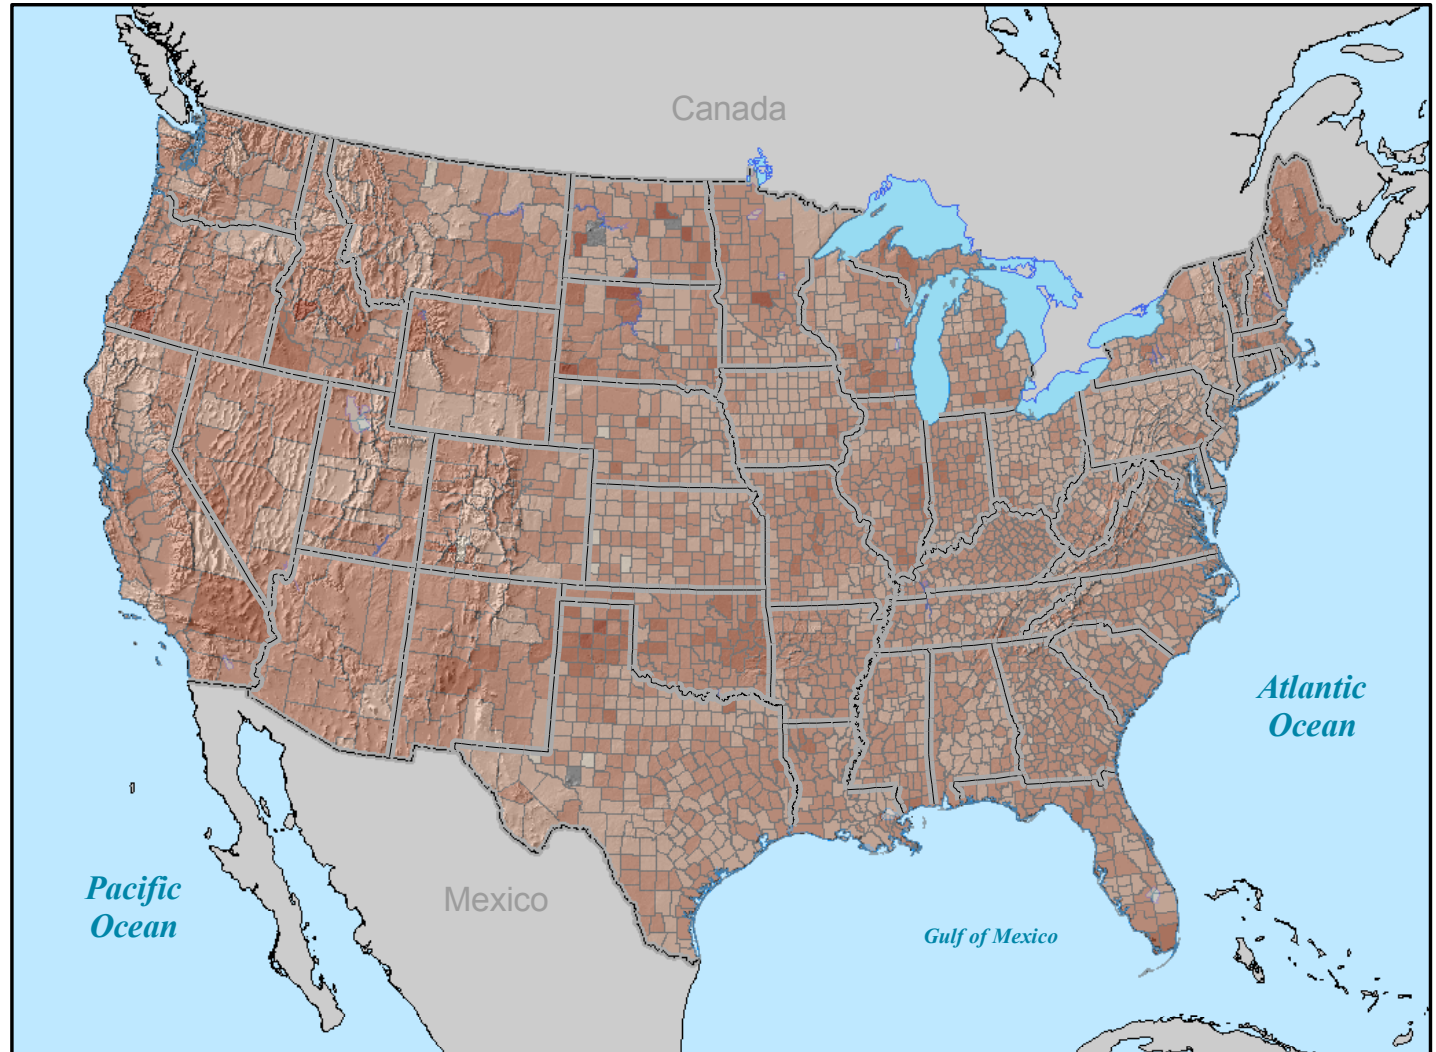 Canada
Atlantic
Ocean
Mexico
Pacific
Ocean
Gulf of Mexico